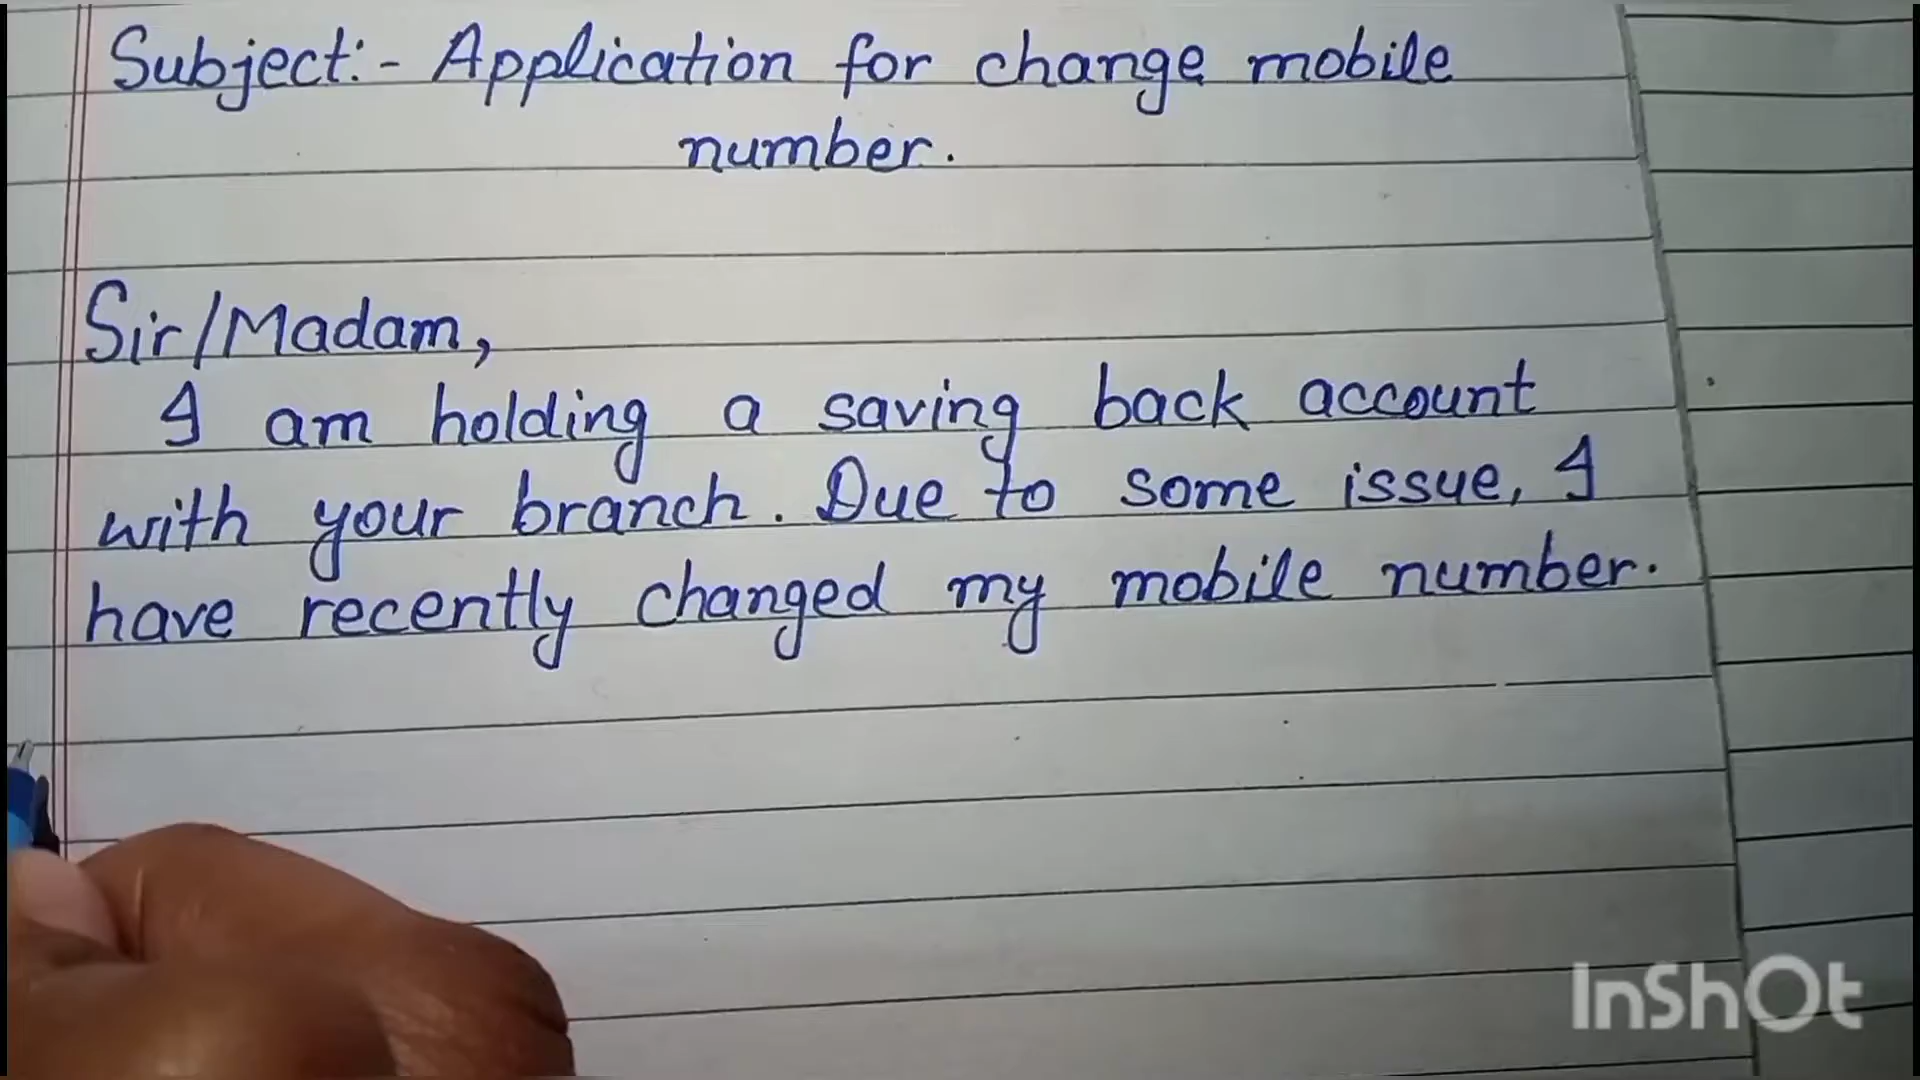 Subject:- Application for change mobile
number.
Sir/Madam,
I am holding a saving back account
with your branch. Due to some issue, I
have recently changed my mobile number.
InShOt